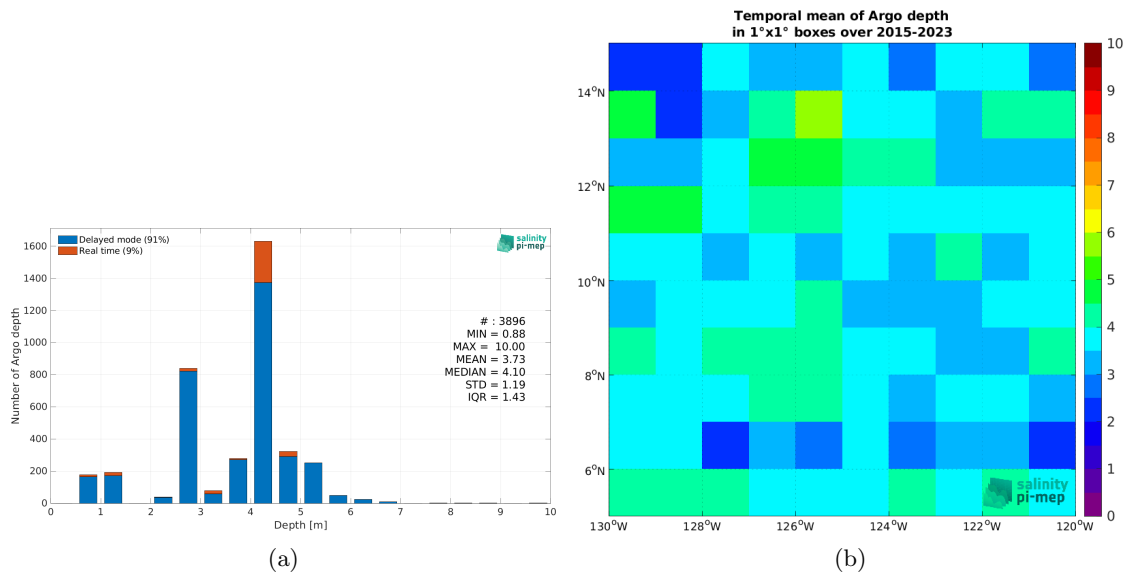 Temporal mean of Argo depth
in 1°x1° boxes over 2015-2023
Delayed mode (91%)
Real time (9%)
salinity
pi-mep
# : 3896
MIN = 0.88
MAX = 10.00
MEAN = 3.73
MEDIAN = 4.10
STD = 1.19
IQR = 1.43
Number of Argo depth
1600
1400
1200
1000
800
600
400
200
0
0 1 2 3 4 5 6 7 8 9 10
Depth [m]
(a)
14°N
12°N
10°N
8°N
6°N
130°W 128°W 126°W 124°W 122°W 120°W
salinity
pi-mep
10
9
8
7
6
5
4
3
2
1
0
(b)